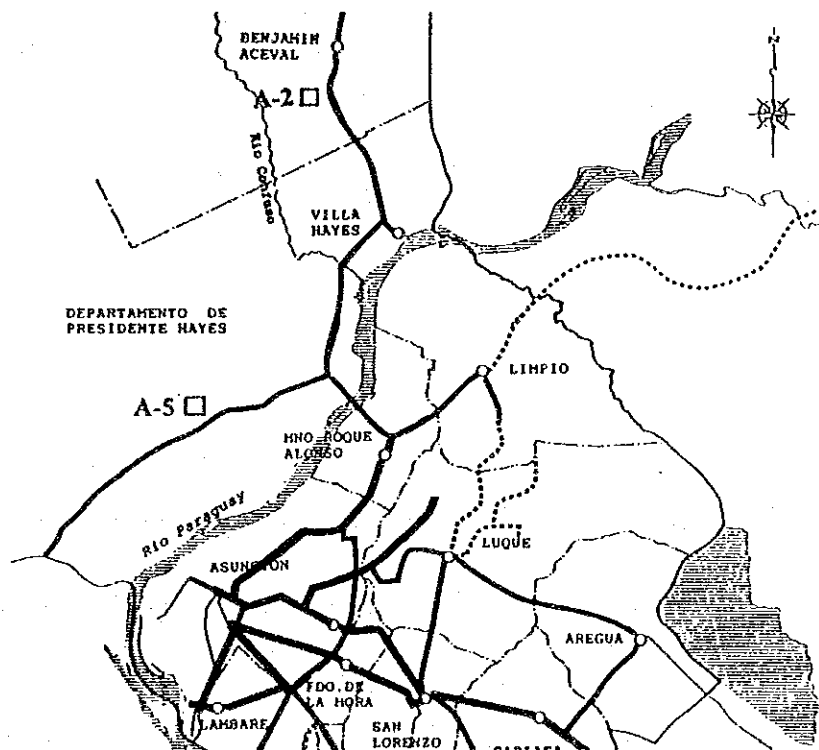 BENJAMIN
ACEVAL
N
A-2
Rio Confuso
VILLA
HAYES
DEPARTAMENTO DE
PRESIDENTE HAYES
LIMPIO
A-5
MNO ROQUE
ALONSO
Rio Paraguay
LUQUE
ASUNCION
AREGUA
FDO. DE
LA MORA
LAMBARE
SAN
LORENZO